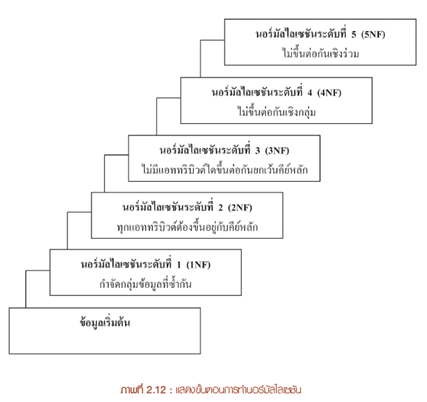 นอร์มัลไลเซชันระดับที่ 5 (5NF)
ไม่ขึ้นต่อกันเชิงร่วม
นอร์มัลไลเซชันระดับที่ 4 (4NF)
ไม่ขึ้นต่อกันเชิงกลุ่ม
นอร์มัลไลเซชันระดับที่ 3 (3NF)
ไม่มีแอททริบิวต์ใดขึ้นต่อกันยกเว้นคีย์หลัก
นอร์มัลไลเซชันระดับที่ 2 (2NF)
ทุกแอททริบิวต์ต้องขึ้นอยู่กับคีย์หลัก
นอร์มัลไลเซชันระดับที่ 1 (1NF)
กำจัดกลุ่มข้อมูลที่ซ้ำกัน
ข้อมูลเริ่มต้น
ภาพที่ 2.12 : แสดงขั้นตอนการทำนอร์มัลไลเซชัน